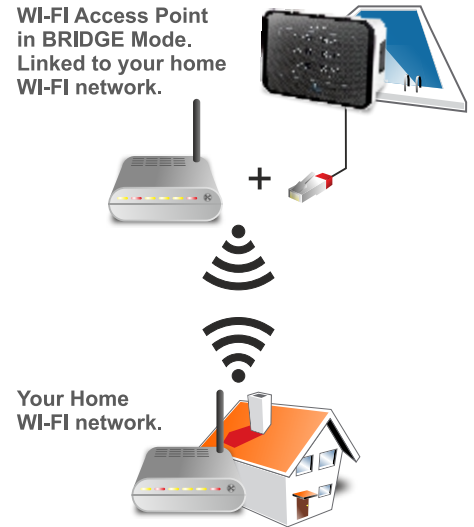 WI-FI Access Point
in BRIDGE Mode.
Linked to your home
WI-FI network.
+
Your Home
WI-FI network.